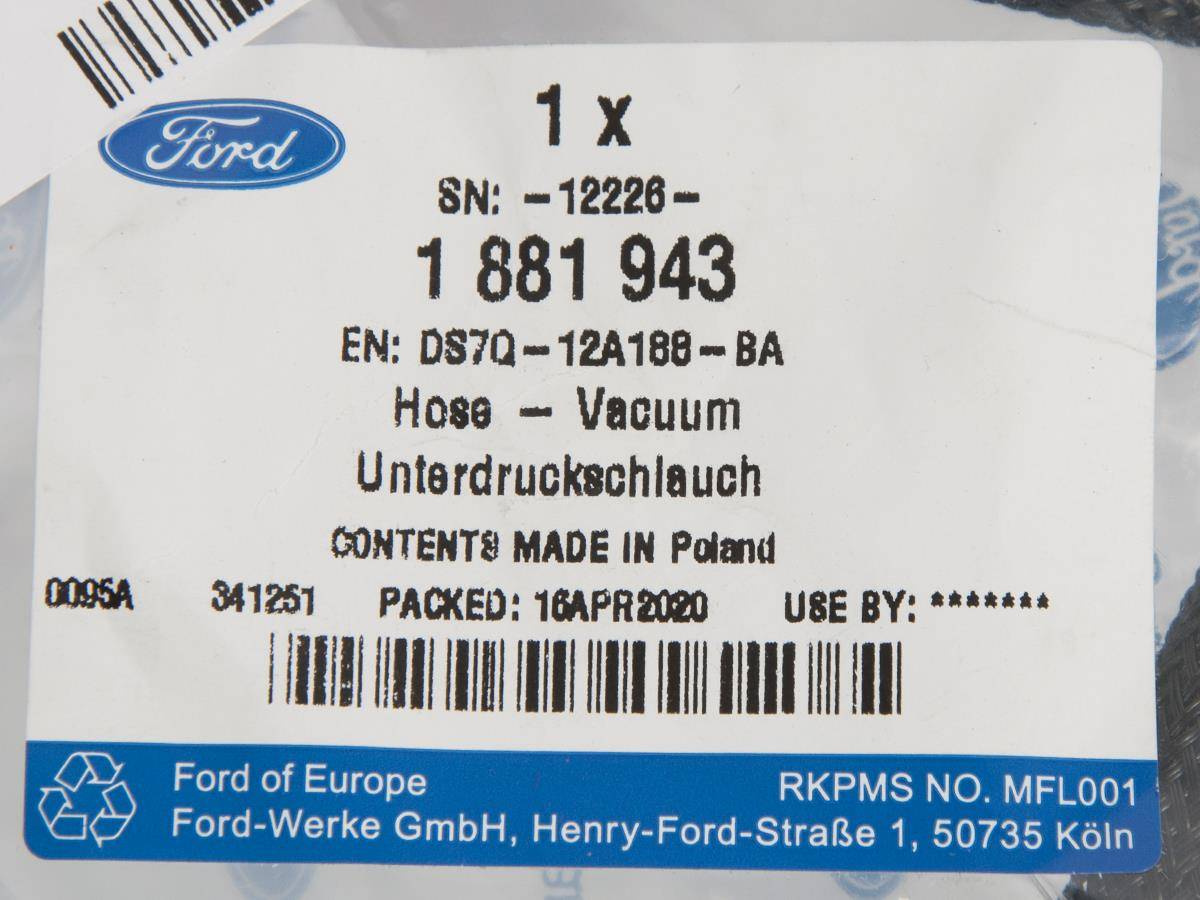 Ford
1 x
SN: -12226-
1 881 943
EN: DS7Q-12A188-BA
Hose - Vacuum
Unterdruckschlauch
CONTENTS MADE IN Poland
0095A 341251 PACKED: 16APR2020 USE BY: *******
Ford of Europe
RKPMS NO. MFL001
Ford-Werke GmbH, Henry-Ford-Straße 1, 50735 Köln